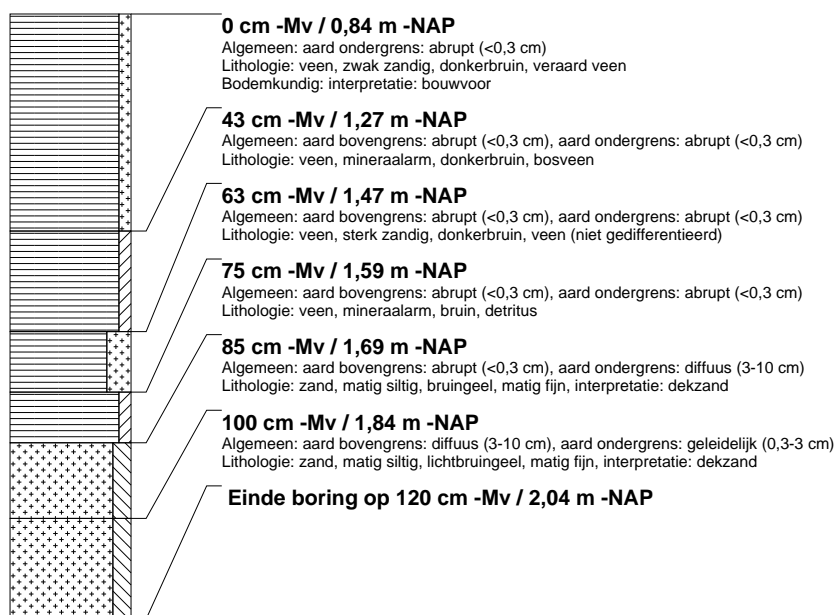 0 cm -Mv / 0,84 m -NAP
Algemeen: aard ondergrens: abrupt (<0,3 cm)
Lithologie: veen, zwak zandig, donkerbruin, veraard veen
Bodemkundig: interpretatie: bouwvoor
43 cm -Mv / 1,27 m -NAP
Algemeen: aard bovengrens: abrupt (<0,3 cm), aard ondergrens: abrupt (<0,3 cm)
Lithologie: veen, mineraalarm, donkerbruin, bosveen
63 cm -Mv / 1,47 m -NAP
Algemeen: aard bovengrens: abrupt (<0,3 cm), aard ondergrens: abrupt (<0,3 cm)
Lithologie: veen, sterk zandig, donkerbruin, veen (niet gedifferentieerd)
75 cm -Mv / 1,59 m -NAP
Algemeen: aard bovengrens: abrupt (<0,3 cm), aard ondergrens: abrupt (<0,3 cm)
Lithologie: veen, mineraalarm, bruin, detritus
85 cm -Mv / 1,69 m -NAP
Algemeen: aard bovengrens: abrupt (<0,3 cm), aard ondergrens: diffuus (3-10 cm)
Lithologie: zand, matig siltig, bruingeel, matig fijn, interpretatie: dekzand
100 cm -Mv / 1,84 m -NAP
Algemeen: aard bovengrens: diffuus (3-10 cm), aard ondergrens: geleidelijk (0,3-3 cm)
Lithologie: zand, matig siltig, lichtbruingeel, matig fijn, interpretatie: dekzand
Einde boring op 120 cm -Mv / 2,04 m -NAP